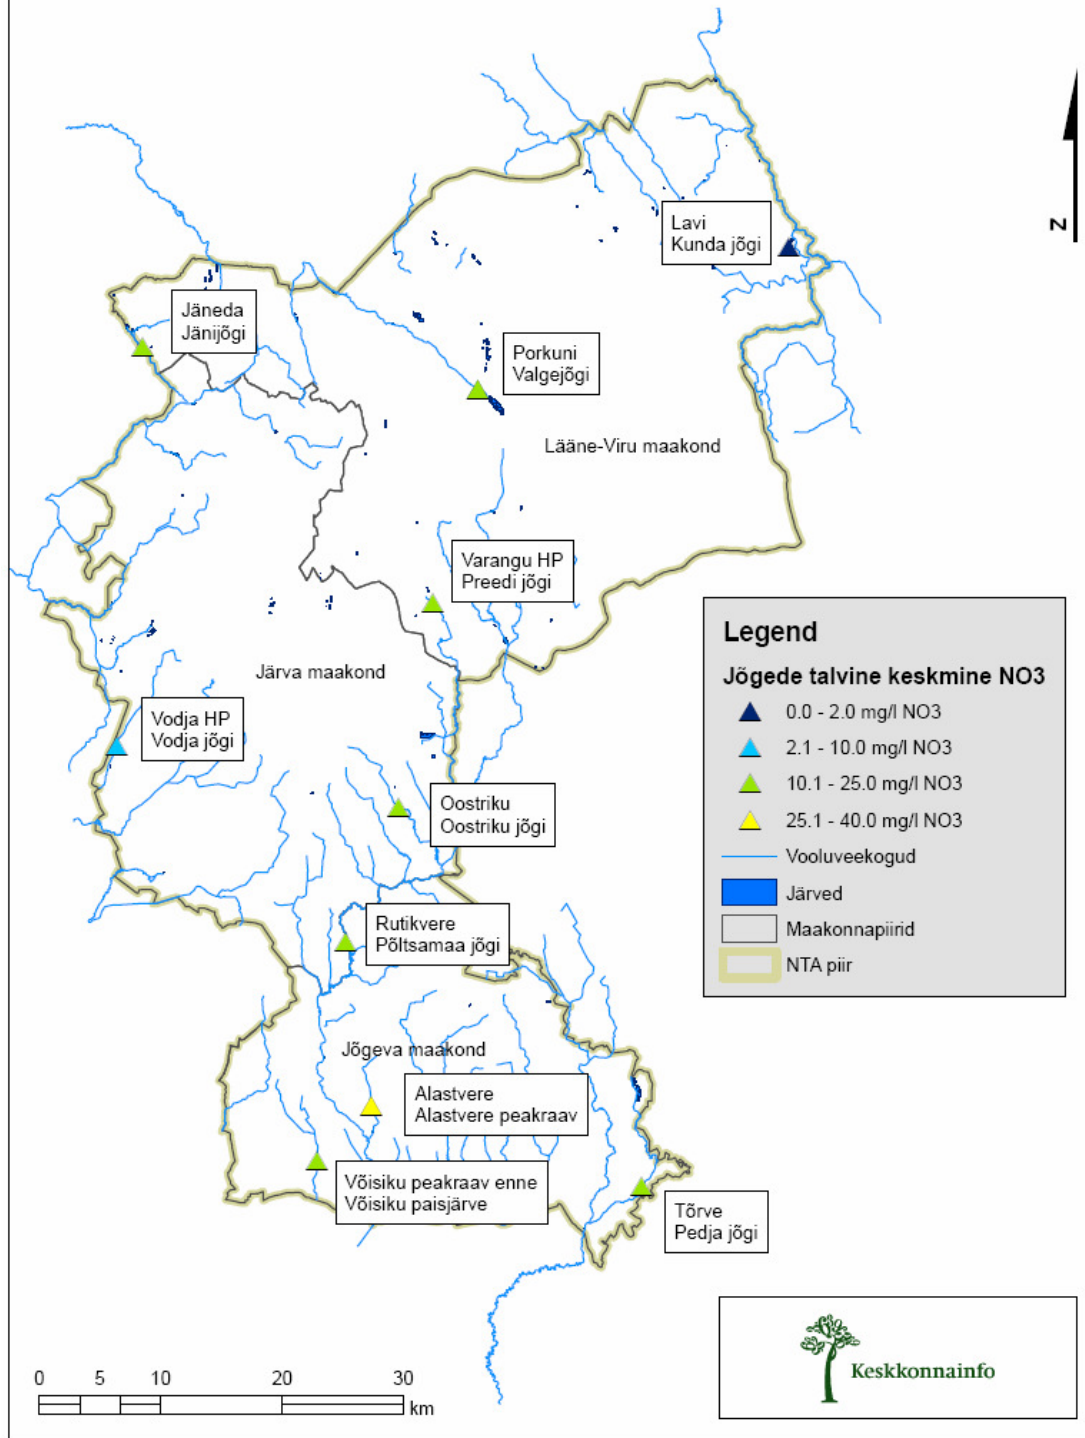 Lavi
Kunda jõgi
N
Jäneda
Jänijõgi
Porkuni
Valgejõgi
Lääne-Viru maakond
Varangu HP
Preedi jõgi
Järva maakond
Vodja HP
Vodja jõgi
Oostriku
Oostriku jõgi
Rutikvere
Põltsamaa jõgi
Jõgeva maakond
Alastvere
Alastvere peakraav
Võisiku peakraav enne
Võisiku paisjärve
Tõrve
Pedja jõgi
Legend
Jõgede talvine keskmine NO3
0.0 - 2.0 mg/l NO3
2.1 - 10.0 mg/l NO3
10.1 - 25.0 mg/l NO3
25.1 - 40.0 mg/l NO3
Vooluveekogud
Järved
Maakonnapiirid
NTA piir
Keskkonnainfo
0 5 10 20 30
km